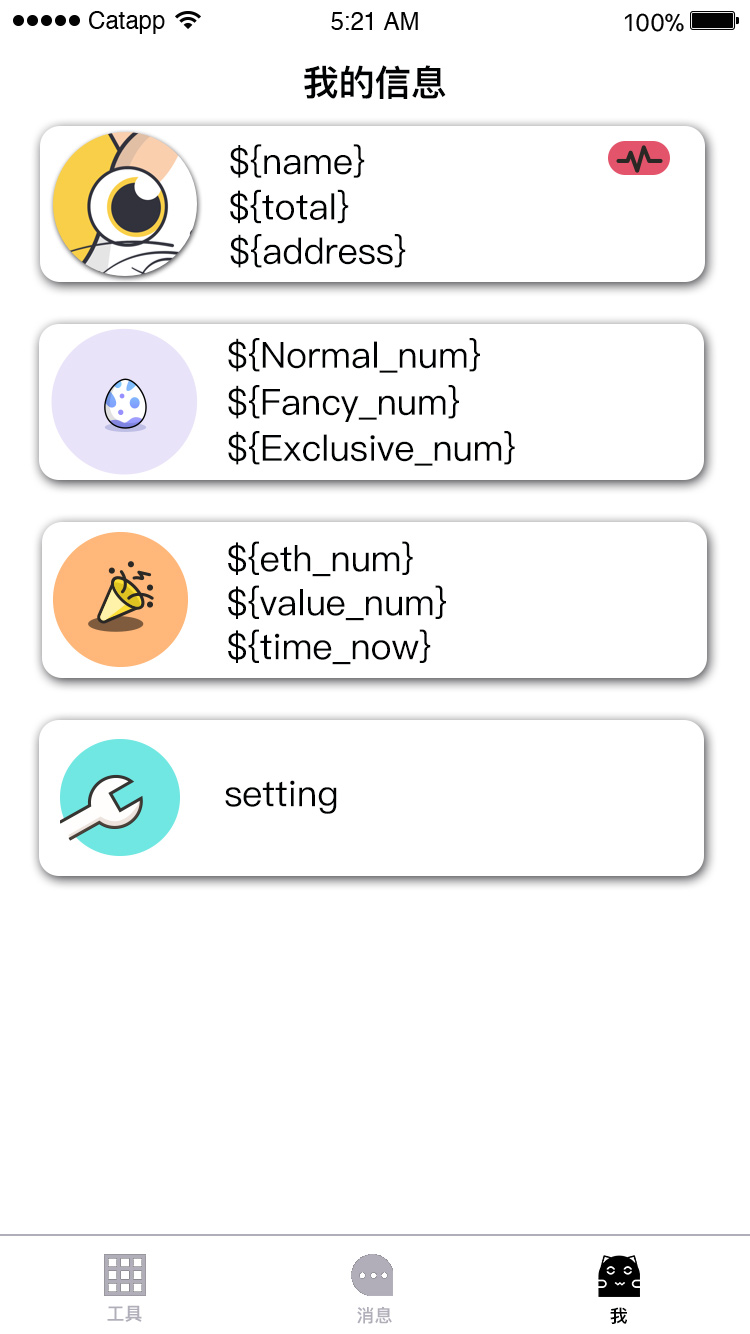 Catapp 5:21 AM 100%
我的信息
${name}
${total}
${address}
${Normal_num}
${Fancy_num}
${Exclusive_num}
${eth_num}
${value_num}
${time_now}
setting
工具 消息 我